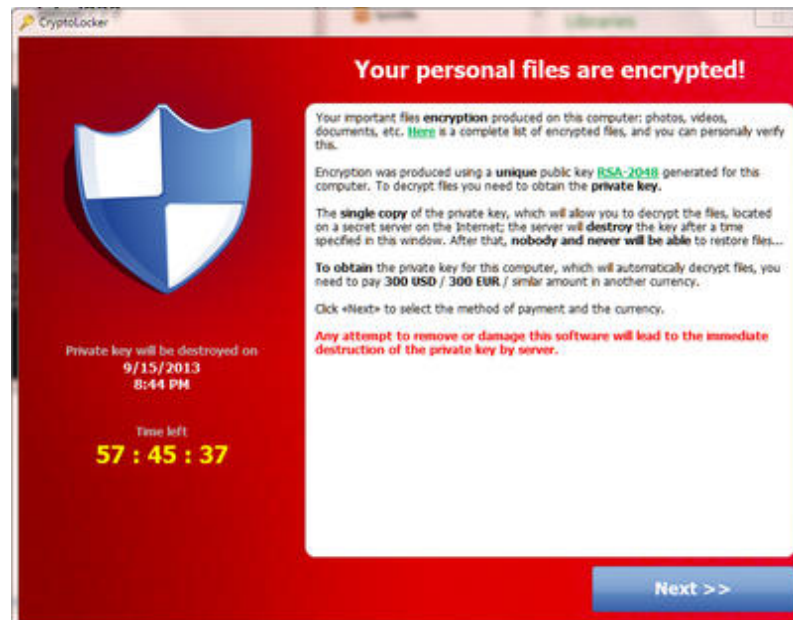 CryptoLocker
Your personal files are encrypted!
Your important files encryption produced on this computer: photos, videos,
documents, etc. Here is a complete list of encrypted files, and you can personally verify
this.
Encryption was produced using a unique public key RSA-2048 generated for this
computer. To decrypt files you need to obtain the private key.
The single copy of the private key, which will allow you to decrypt the files, located
on a secret server on the Internet; the server will destroy the key after a time
specified in this window. After that, nobody and never will be able to restore files...
To obtain the private key for this computer, which will automatically decrypt files, you
need to pay 300 USD / 300 EUR / similar amount in another currency.
Click «Next» to select the method of payment and the currency.
Any attempt to remove or damage this software will lead to the immediate
destruction of the private key by server.
Private key will be destroyed on
9/15/2013
8:44 PM
Time left
57 : 45 : 37
Next >>